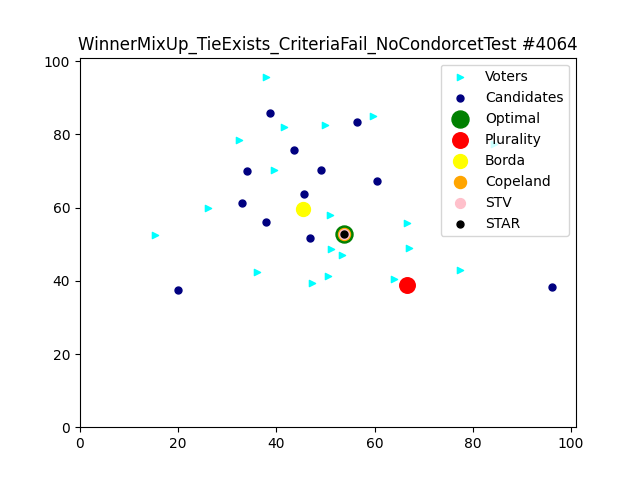 WinnerMixUp_TieExists_CriteriaFail_NoCondorcetTest #4064
100
80
60
40
20
0
0
20
40
60
80
100
Voters
Candidates
Optimal
Plurality
Borda
Copeland
STV
STAR